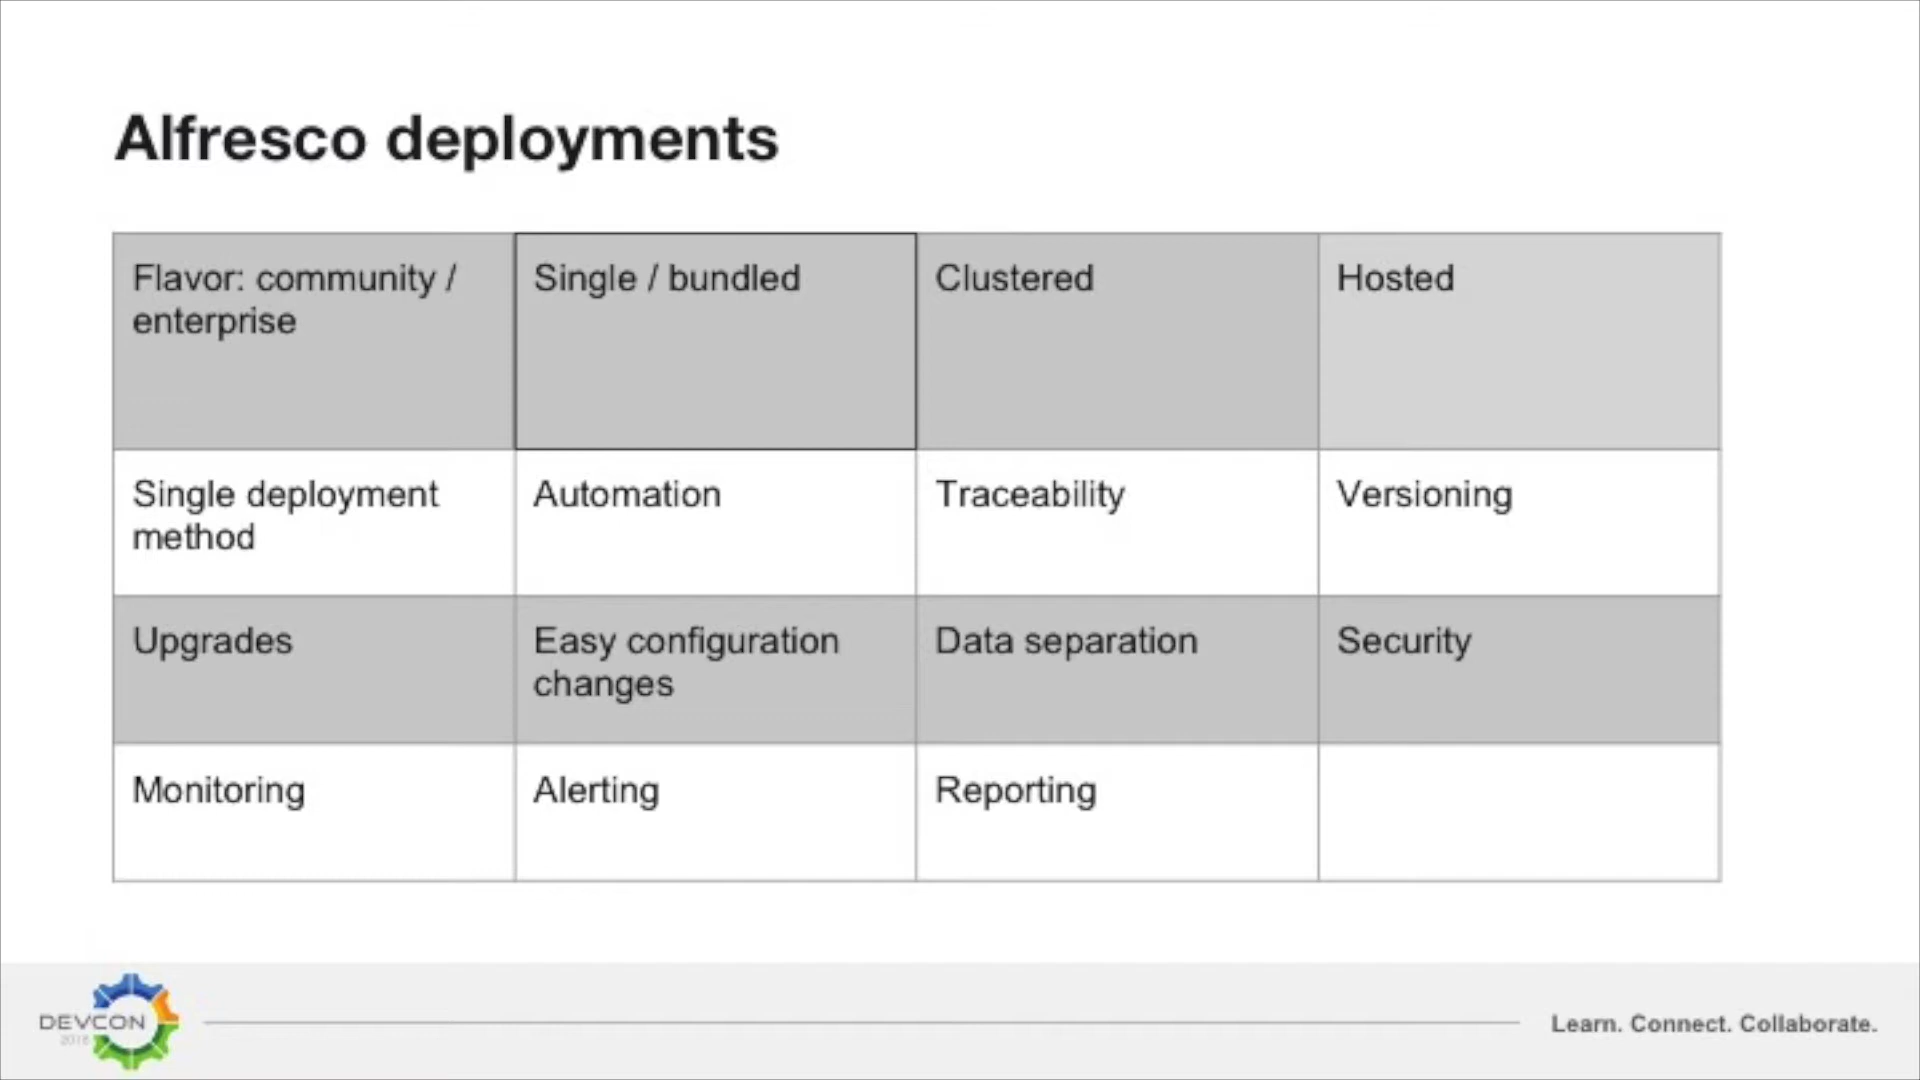 Alfresco deployments
Flavor: community /
enterprise
Single / bundled
Clustered
Hosted
Single deployment
method
Automation
Traceability
Versioning
Upgrades
Easy configuration
changes
Data separation
Security
Monitoring
Alerting
Reporting
DEVCON
2018
Learn. Connect. Collaborate.